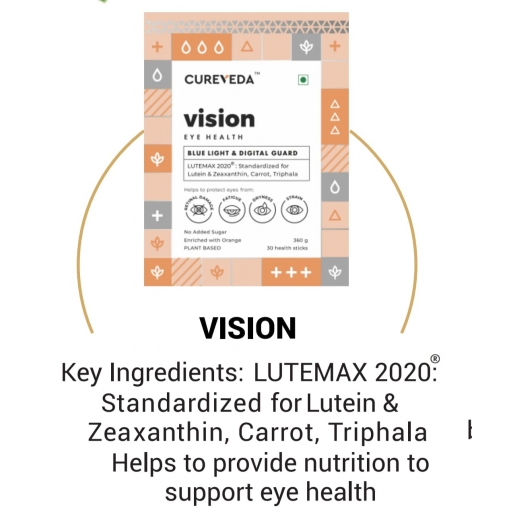 CUREVEDA™
vision
EYE HEALTH
BLUE LIGHT & DIGITAL GUARD
LUTEMAX 2020®: Standardized for
Lutein & Zeaxanthin, Carrot, Triphala
Helps to protect eyes from:
RETINAL DAMAGE
FATIGUE
DRYNESS
STRAIN
No Added Sugar
Enriched with Orange
360 g
PLANT BASED
30 health sticks
VISION
Key Ingredients: LUTEMAX 2020®:
Standardized for Lutein &
Zeaxanthin, Carrot, Triphala
Helps to provide nutrition to
support eye health